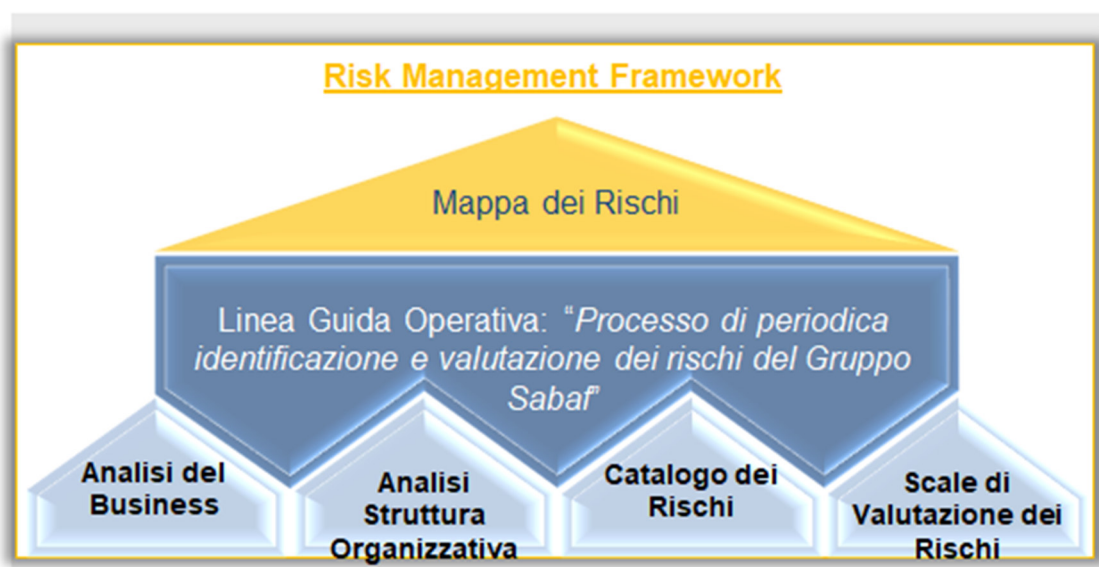 Risk Management Framework
Mappa dei Rischi
Linea Guida Operativa: “Processo di periodica
identificazione e valutazione dei rischi del Gruppo
Sabaf”
Analisi del
Business
Analisi
Struttura
Organizzativa
Catalogo dei
Rischi
Scale di
Valutazione dei
Rischi